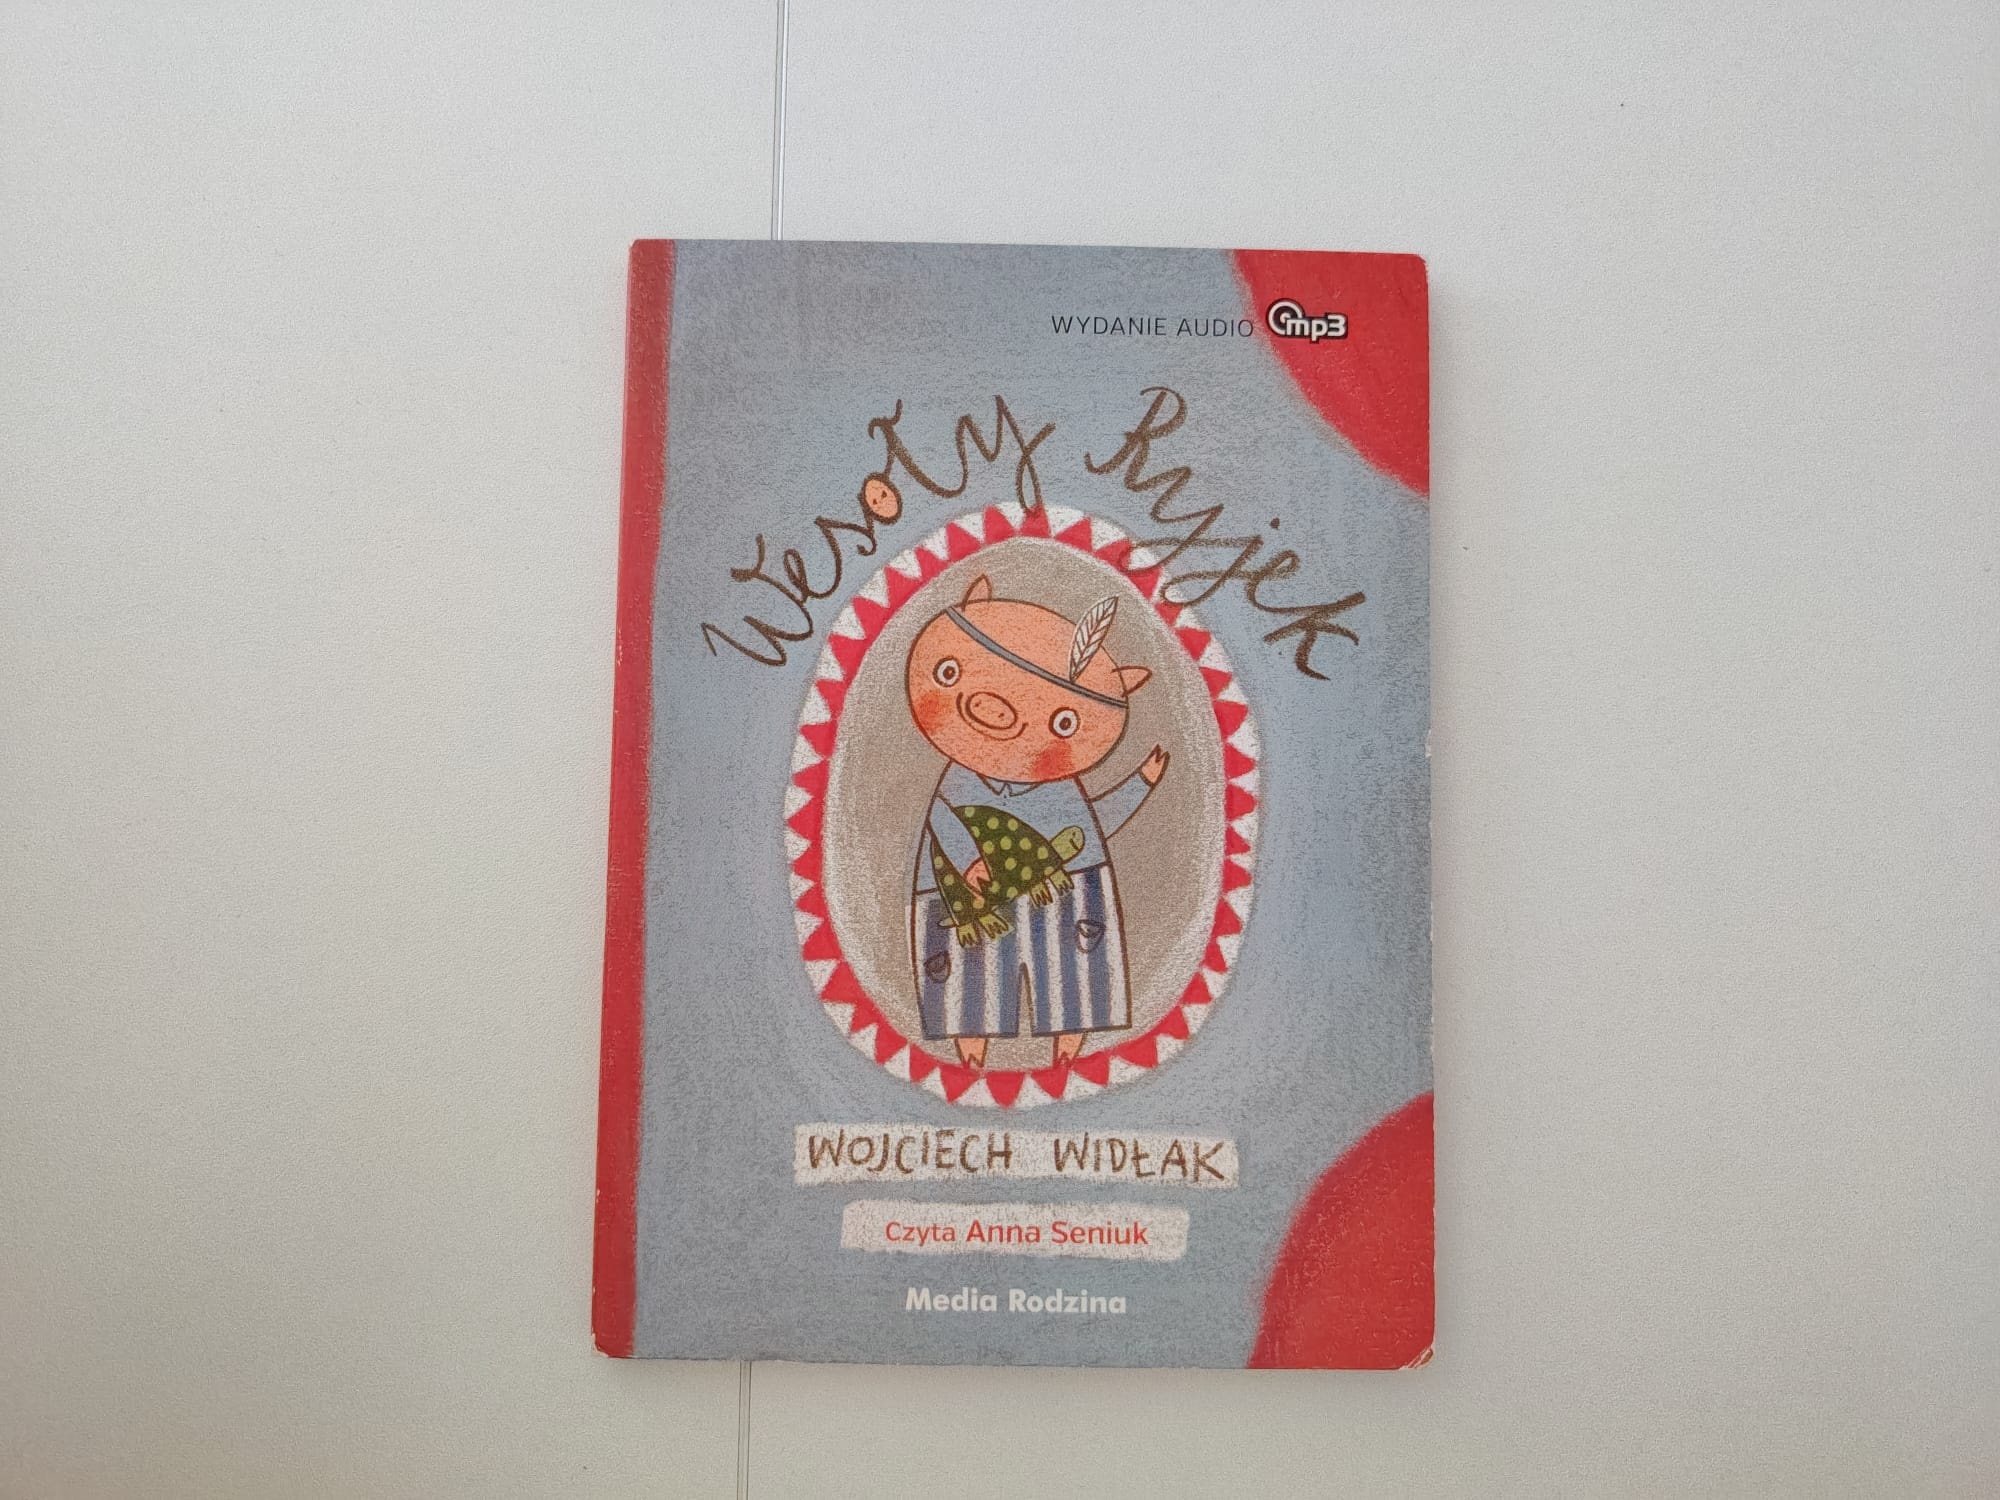 WYDANIE AUDIO mp3
Wesoły Ryjek
WOJCIECH WIDŁAK
Czyta Anna Seniuk
Media Rodzina